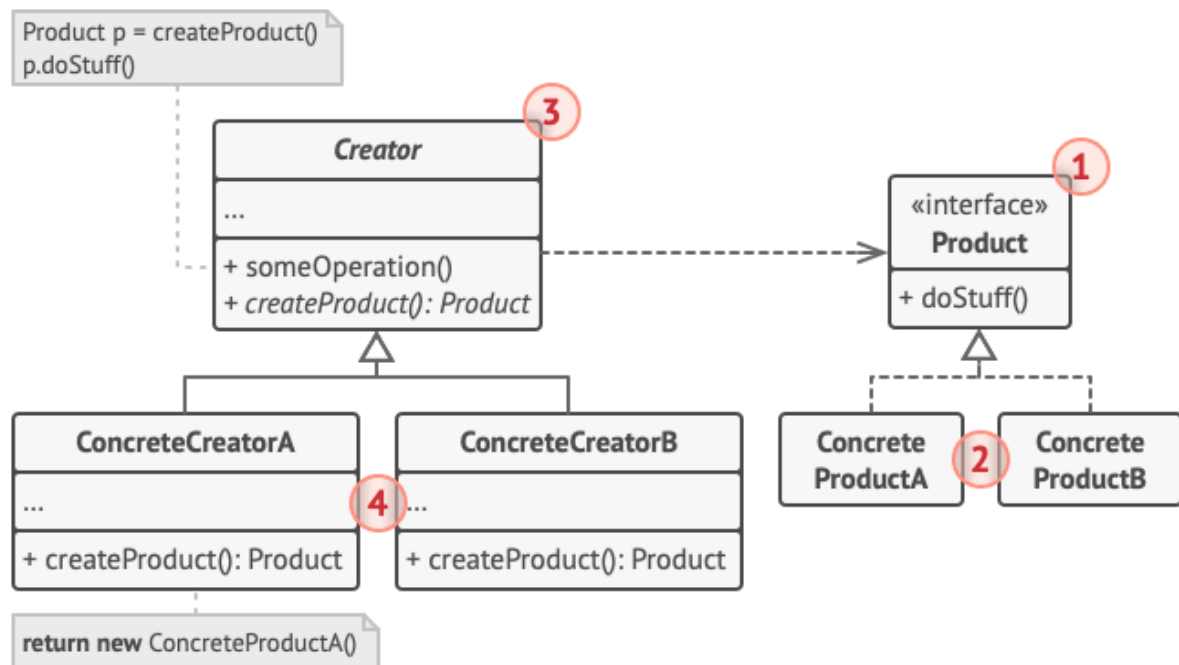 Product p = createProduct()
p.doStuff()
3
Creator
...
+ someOperation()
+ createProduct(): Product
1
«interface»
Product
+ doStuff()
ConcreteCreatorA
...
+ createProduct(): Product
4
ConcreteCreatorB
...
+ createProduct(): Product
Concrete
ProductA
2
Concrete
ProductB
return new ConcreteProductA()